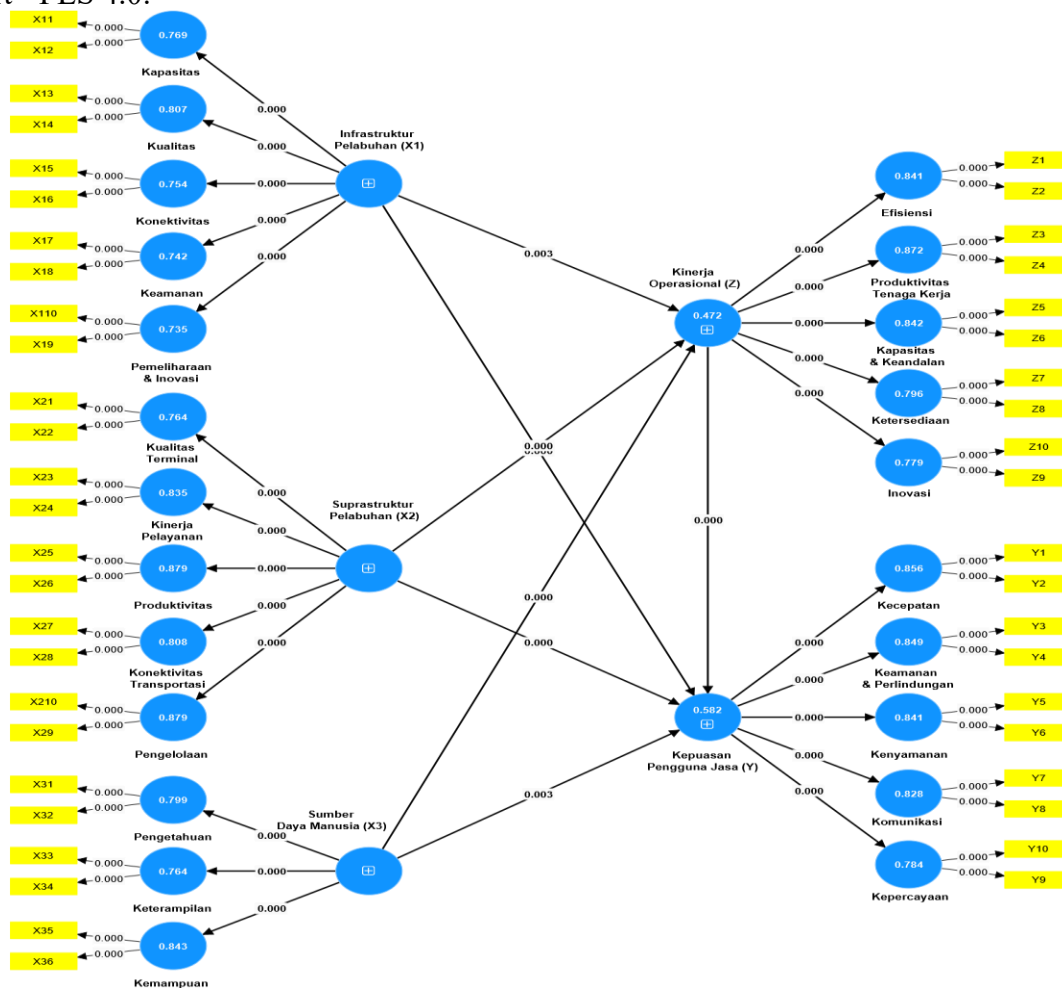 PLS 4.0.
X11
X12
0.000
0.000
0.769
Kapasitas
X13
X14
0.000
0.000
0.807
Kualitas
X15
X16
0.000
0.000
0.754
Konektivitas
X17
X18
0.000
0.000
0.742
Keamanan
X110
X19
0.000
0.000
0.735
Pemeliharaan
& Inovasi
0.000
0.000
0.000
0.000
0.000
Infrastruktur
Pelabuhan (X1)
X21
X22
0.000
0.000
0.764
Kualitas
Terminal
X23
X24
0.000
0.000
0.835
Kinerja
Pelayanan
X25
X26
0.000
0.000
0.879
Produktivitas
X27
X28
0.000
0.000
0.808
Konektivitas
Transportasi
X210
X29
0.000
0.000
0.879
Pengelolaan
0.000
0.000
0.000
0.000
0.000
Suprastruktur
Pelabuhan (X2)
X31
X32
0.000
0.000
0.799
Pengetahuan
X33
X34
0.000
0.000
0.764
Keterampilan
X35
X36
0.000
0.000
0.843
Kemampuan
0.000
0.000
0.000
Sumber
Daya Manusia (X3)
0.003
0.000
0.000
0.000
0.003
0.000
Kinerja
Operasional (Z)
0.472
0.000
0.000
0.000
0.000
0.000
0.841
Efisiensi
0.000
0.000
Z1
Z2
0.872
Produktivitas
Tenaga Kerja
0.000
0.000
Z3
Z4
0.842
Kapasitas
& Keandalan
0.000
0.000
Z5
Z6
0.796
Ketersediaan
0.000
0.000
Z7
Z8
0.779
Inovasi
0.000
0.000
Z10
Z9
0.582
Kepuasan
Pengguna Jasa (Y)
0.000
0.000
0.000
0.000
0.000
0.856
Kecepatan
0.000
0.000
Y1
Y2
0.849
Keamanan
& Perlindungan
0.000
0.000
Y3
Y4
0.841
Kenyamanan
0.000
0.000
Y5
Y6
0.828
Komunikasi
0.000
0.000
Y7
Y8
0.784
Kepercayaan
0.000
0.000
Y10
Y9